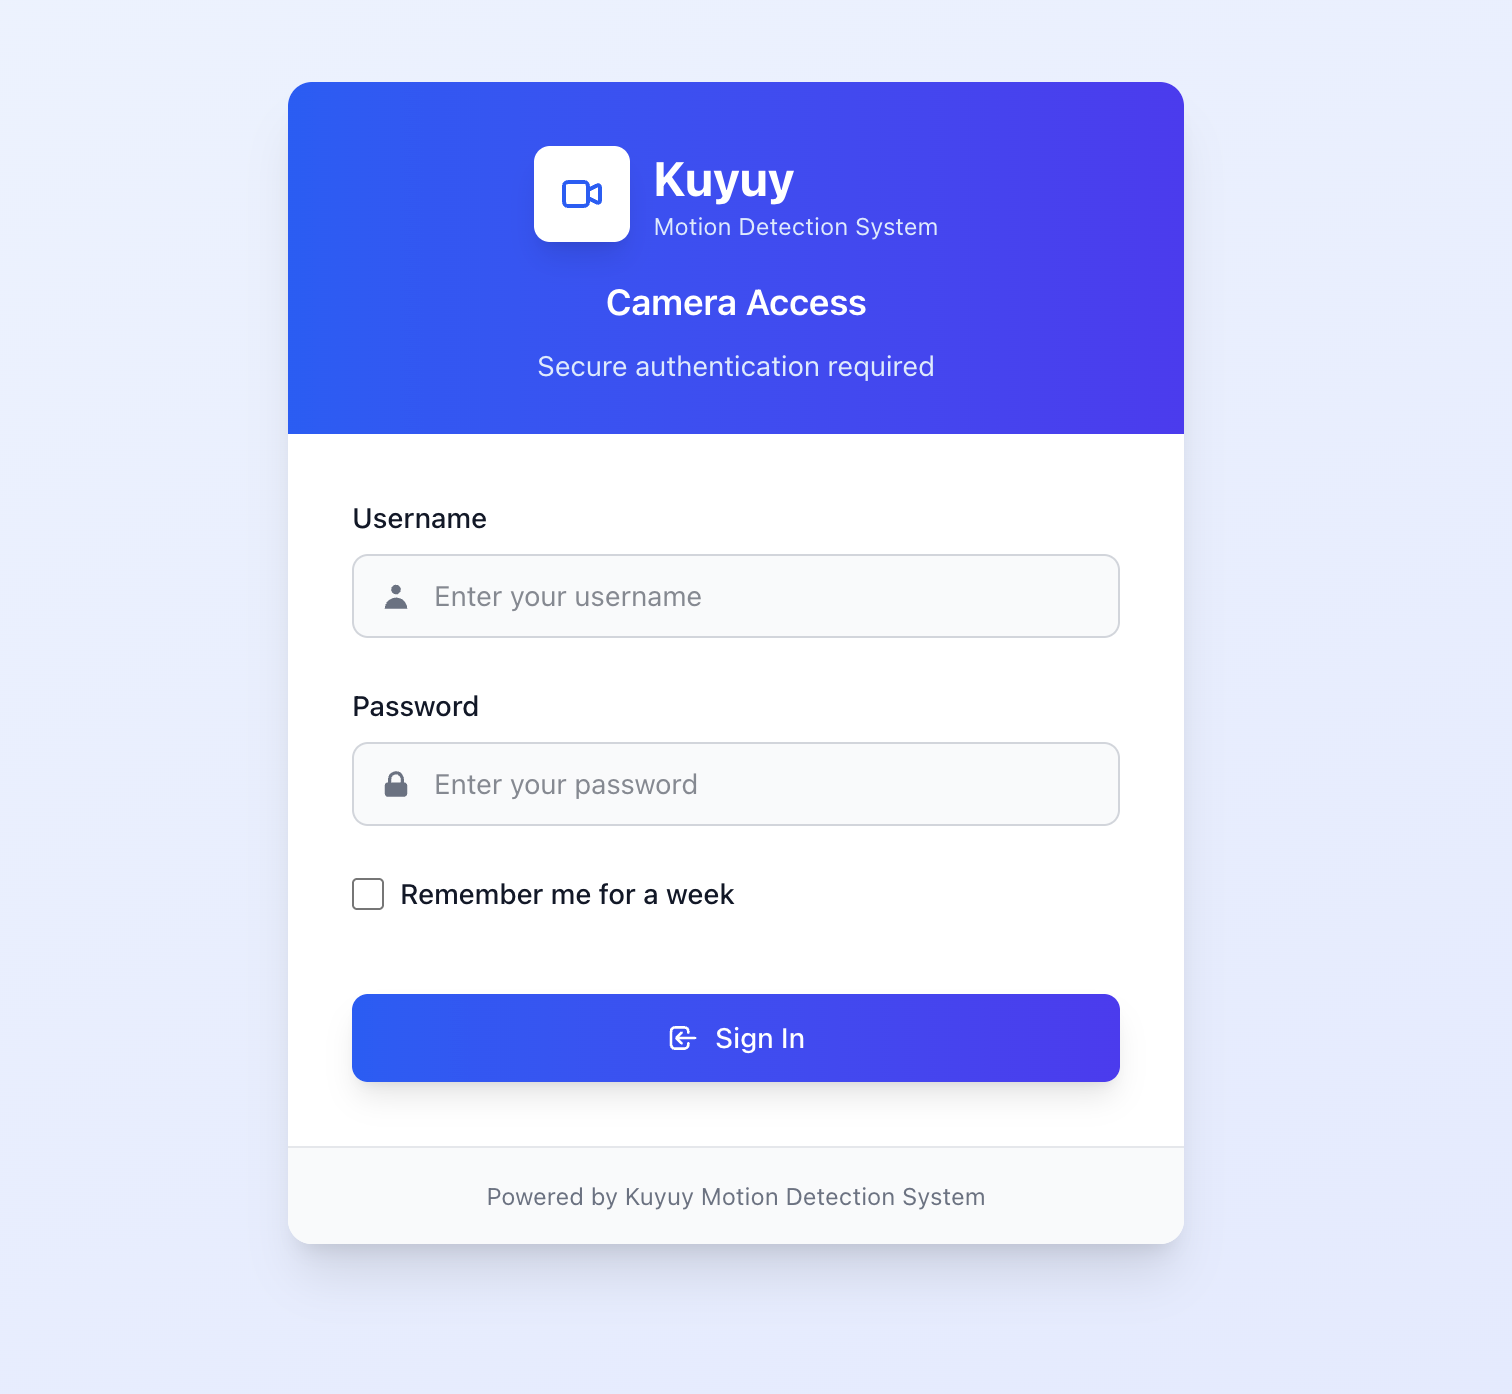 Kuyuy
Motion Detection System
Camera Access
Secure authentication required
Username
Enter your username
Password
Enter your password
Remember me for a week
Sign In
Powered by Kuyuy Motion Detection System